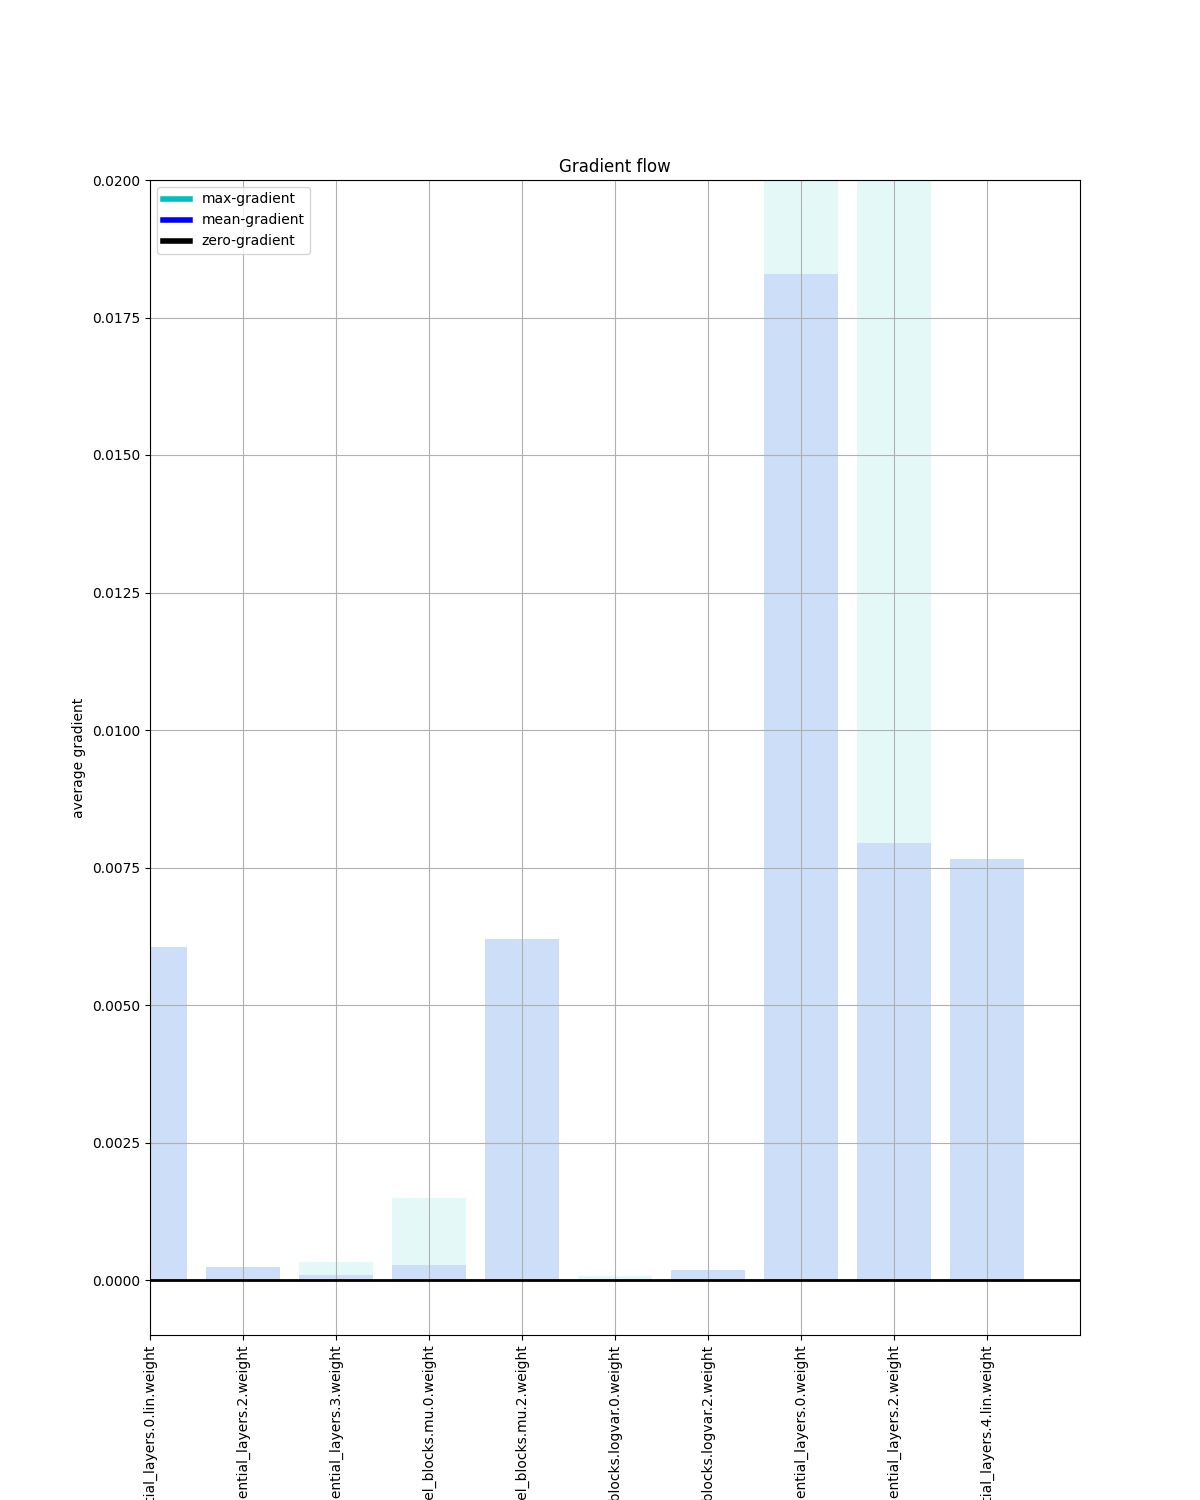 Gradient flow
max-gradient
mean-gradient
zero-gradient
0.0200
0.0175
0.0150
0.0125
0.0100
0.0075
0.0050
0.0025
0.0000
average gradient
tial_layers.0.lin.weight
ential_layers.2.weight
ential_layers.3.weight
el_blocks.mu.0.weight
el_blocks.mu.2.weight
blocks.logvar.0.weight
blocks.logvar.2.weight
ential_layers.0.weight
ential_layers.2.weight
tial_layers.4.lin.weight